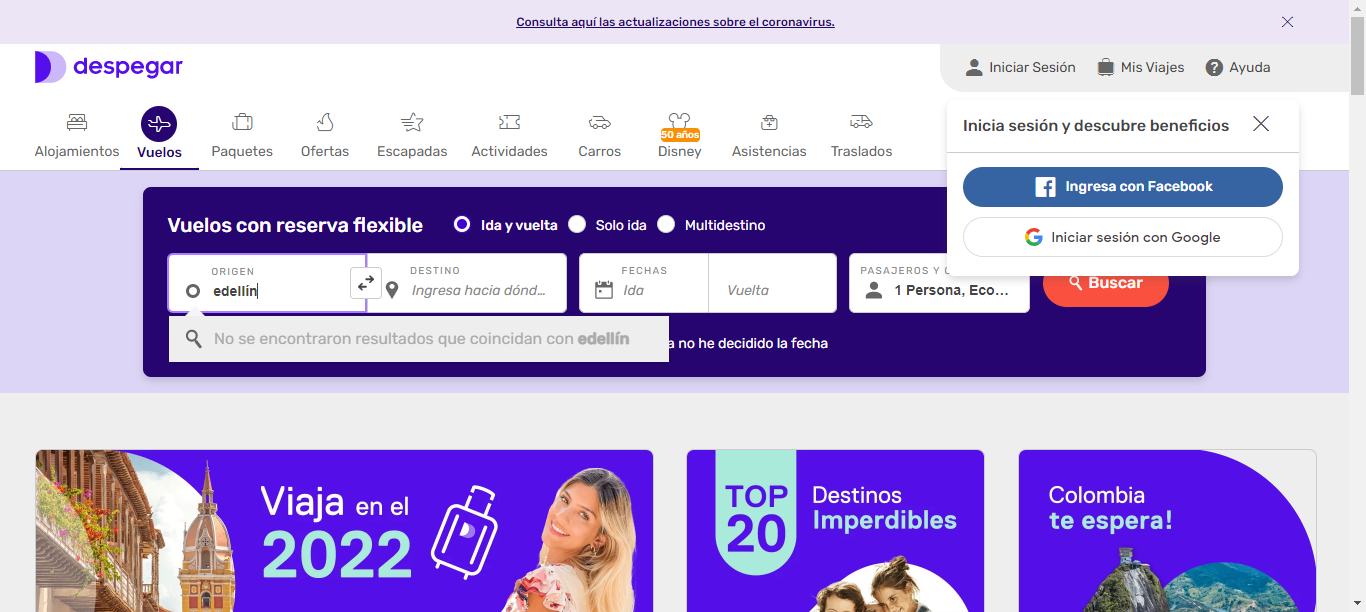 Consulta aquí las actualizaciones sobre el coronavirus.
despegar
Iniciar Sesión
Mis Viajes
? Ayuda
Alojamientos
Vuelos
Paquetes
Ofertas
Escapadas
Actividades
Carros
50 años
Disney
Asistencias
Traslados
Inicia sesión y descubre beneficios
Ingresa con Facebook
Iniciar sesión con Google
Vuelos con reserva flexible
Ida y vuelta
Solo ida
Multidestino
ORIGEN
edellín
DESTINO
Ingresa hacia dónd...
FECHAS
Ida
Vuelta
PASAJEROS Y
1 Persona, Eco...
Buscar
No se encontraron resultados que coincidan con edellín
a no he decidido la fecha
Viaja en el
2022
TOP
20
Destinos
Imperdibles
Colombia
te espera!